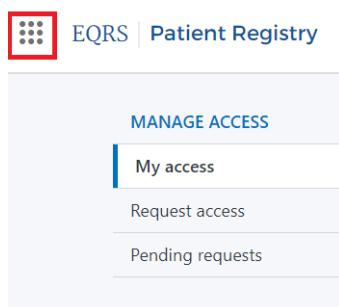 EQRS Patient Registry
MANAGE ACCESS
My access
Request access
Pending requests